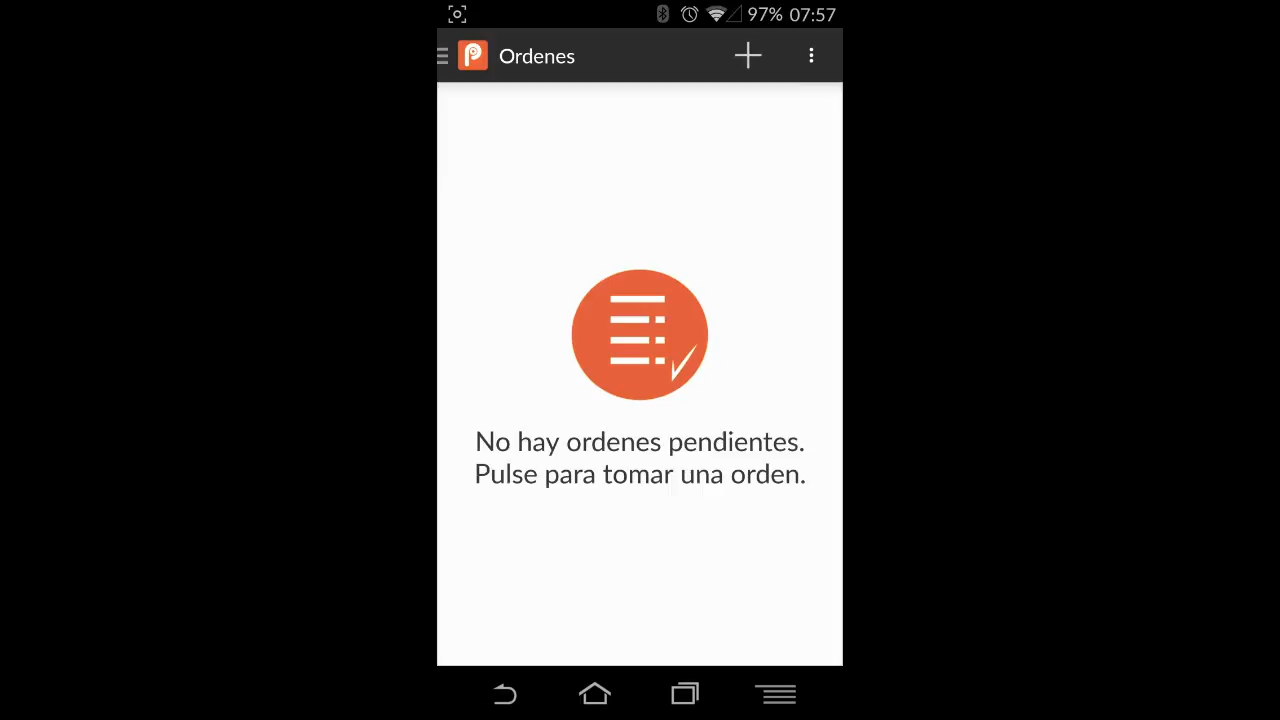 97% 07:57
Ordenes
No hay ordenes pendientes.
Pulse para tomar una orden.